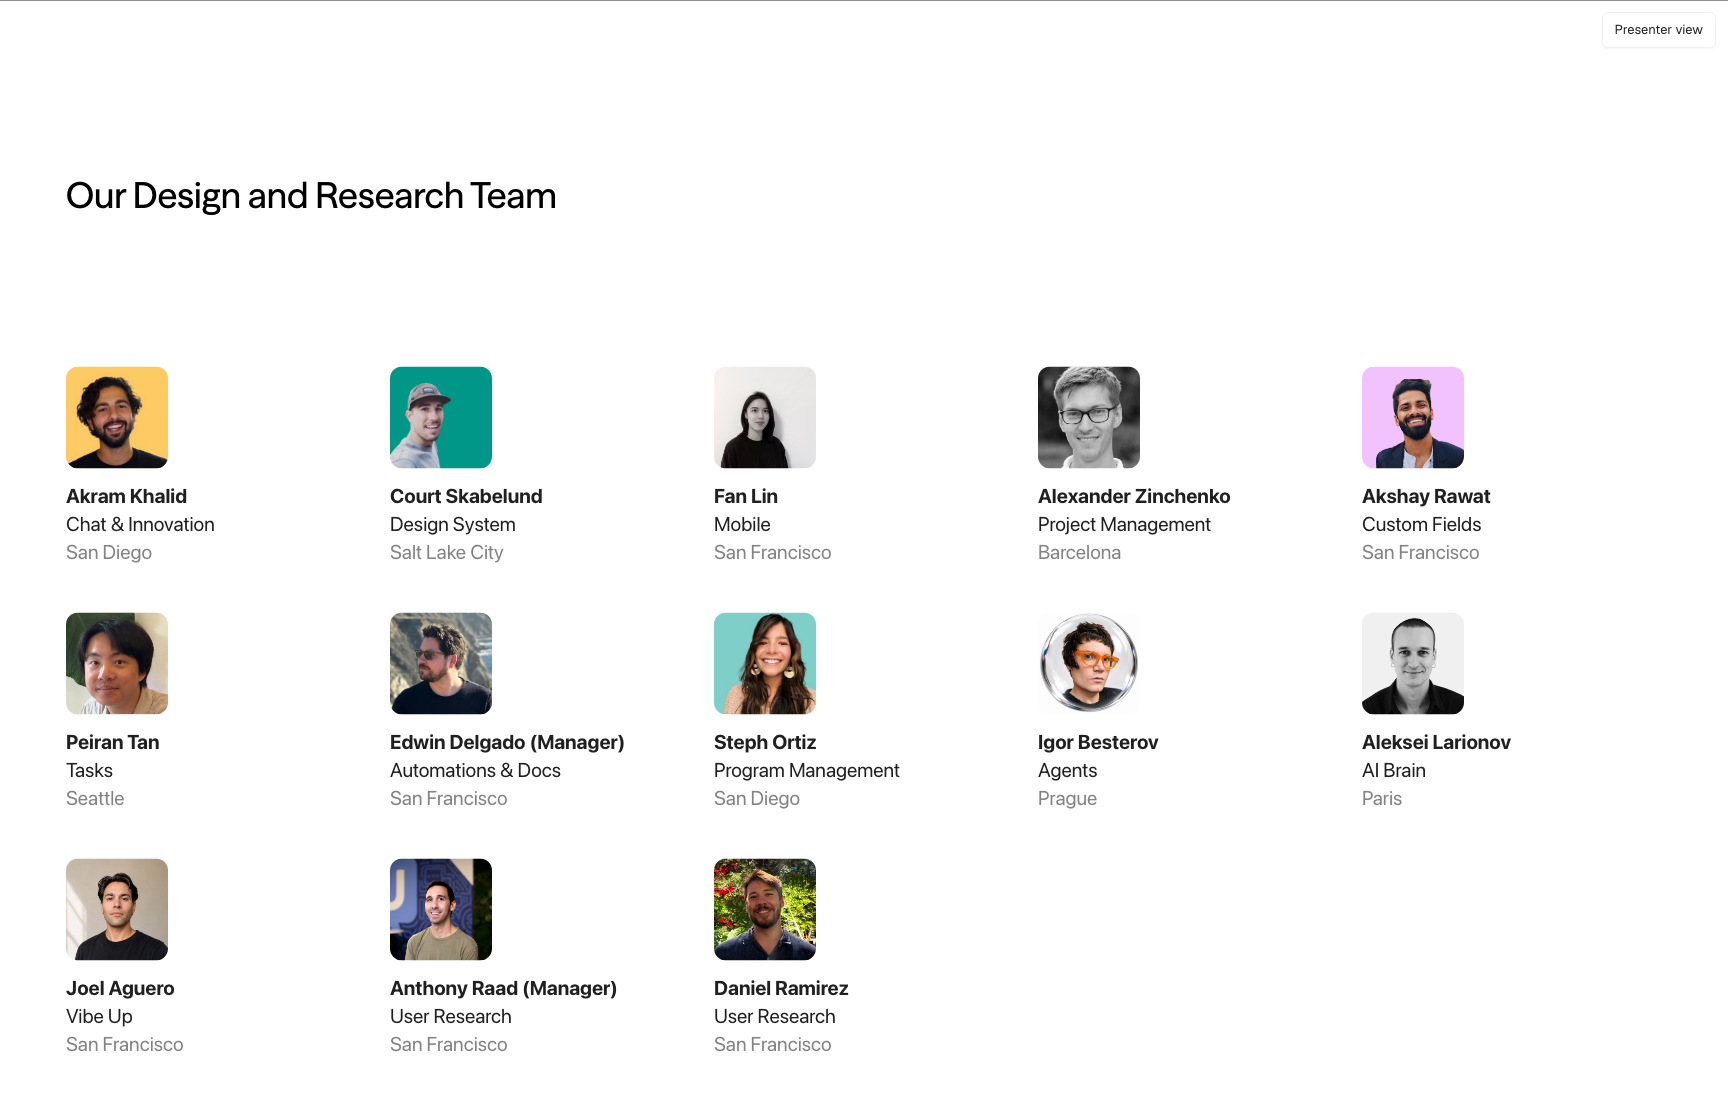 Presenter view
Our Design and Research Team
Akram Khalid
Chat & Innovation
San Diego
Court Skabelund
Design System
Salt Lake City
Fan Lin
Mobile
San Francisco
Alexander Zinchenko
Project Management
Barcelona
Akshay Rawat
Custom Fields
San Francisco
Peiran Tan
Tasks
Seattle
Edwin Delgado (Manager)
Automations & Docs
San Francisco
Steph Ortiz
Program Management
San Diego
Igor Besterov
Agents
Prague
Aleksei Larionov
AI Brain
Paris
Joel Aguero
Vibe Up
San Francisco
Anthony Raad (Manager)
User Research
San Francisco
Daniel Ramirez
User Research
San Francisco